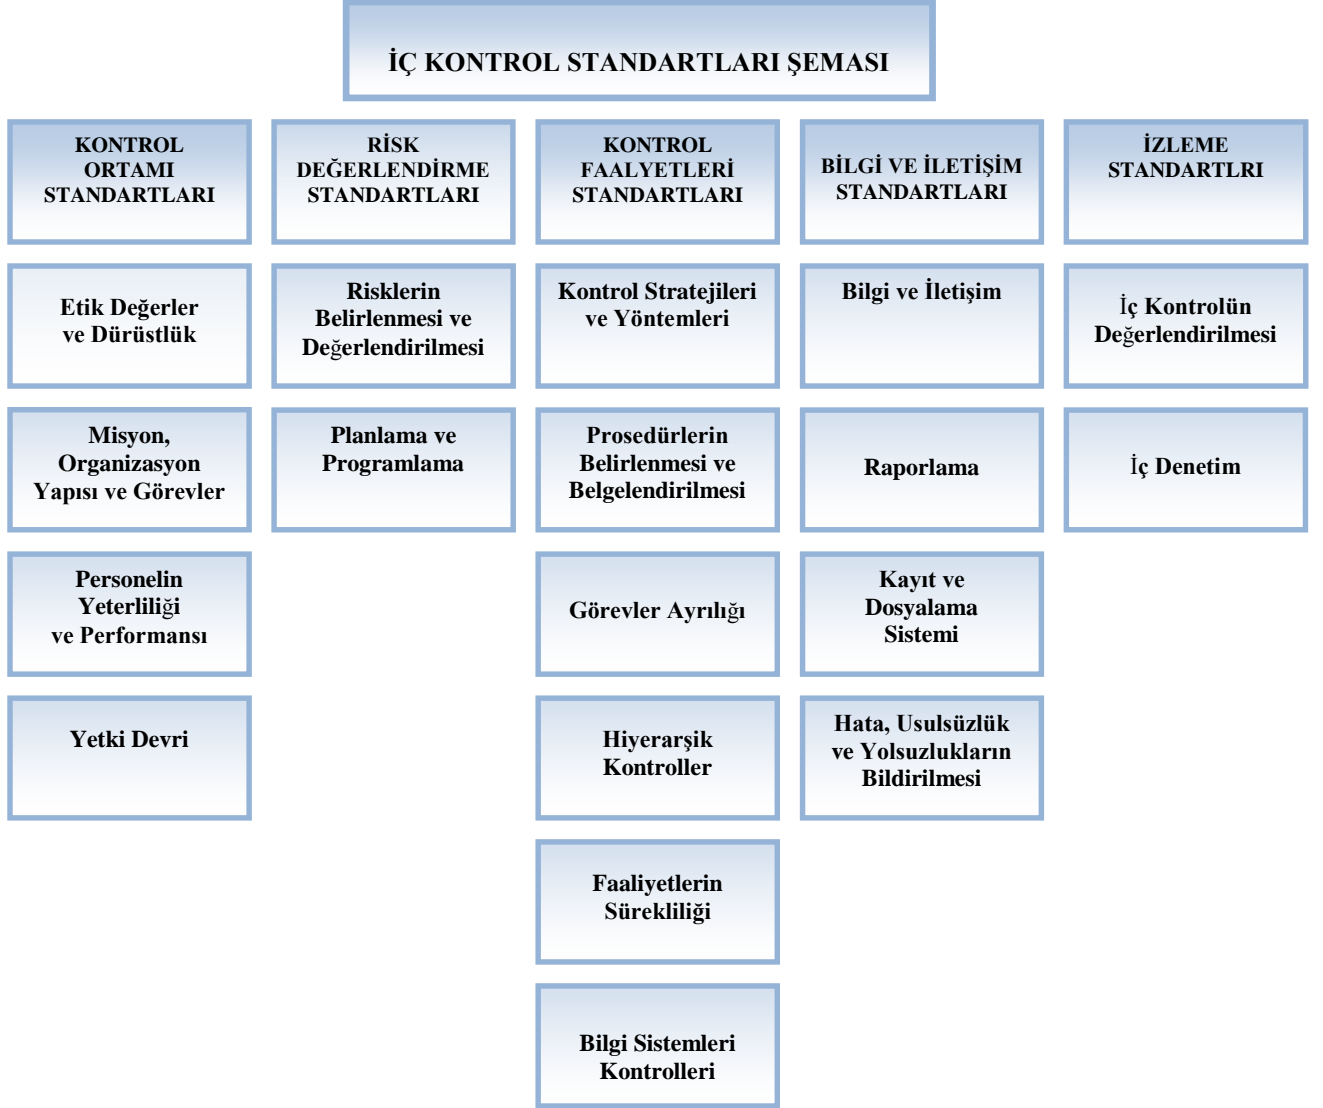 İÇ KONTROL STANDARTLARI ŞEMASI
KONTROL
ORTAMI
STANDARTLARI
RİSK
DEĞERLENDİRME
STANDARTLARI
KONTROL
FAALYETLERİ
STANDARTLARI
BİLGİ VE İLETİŞİM
STANDARTLARI
İZLEME
STANDARTLRI
Etik Değerler
ve Dürüstlük
Risklerin
Belirlenmesi ve
Değerlendirilmesi
Kontrol Stratejileri
ve Yöntemleri
Bilgi ve İletişim
İç Kontrolün
Değerlendirilmesi
Misyon,
Organizasyon
Yapısı ve Görevler
Planlama ve
Programlama
Prosedürlerin
Belirlenmesi ve
Belgelendirilmesi
Raporlama
İç Denetim
Personelin
Yeterliliği
ve Performansı
Görevler Ayrılığı
Kayıt ve
Dosyalama
Sistemi
Yetki Devri
Hiyerarşik
Kontroller
Hata, Usulsüzlük
ve Yolsuzlukların
Bildirilmesi
Faaliyetlerin
Sürekliliği
Bilgi Sistemleri
Kontrolleri